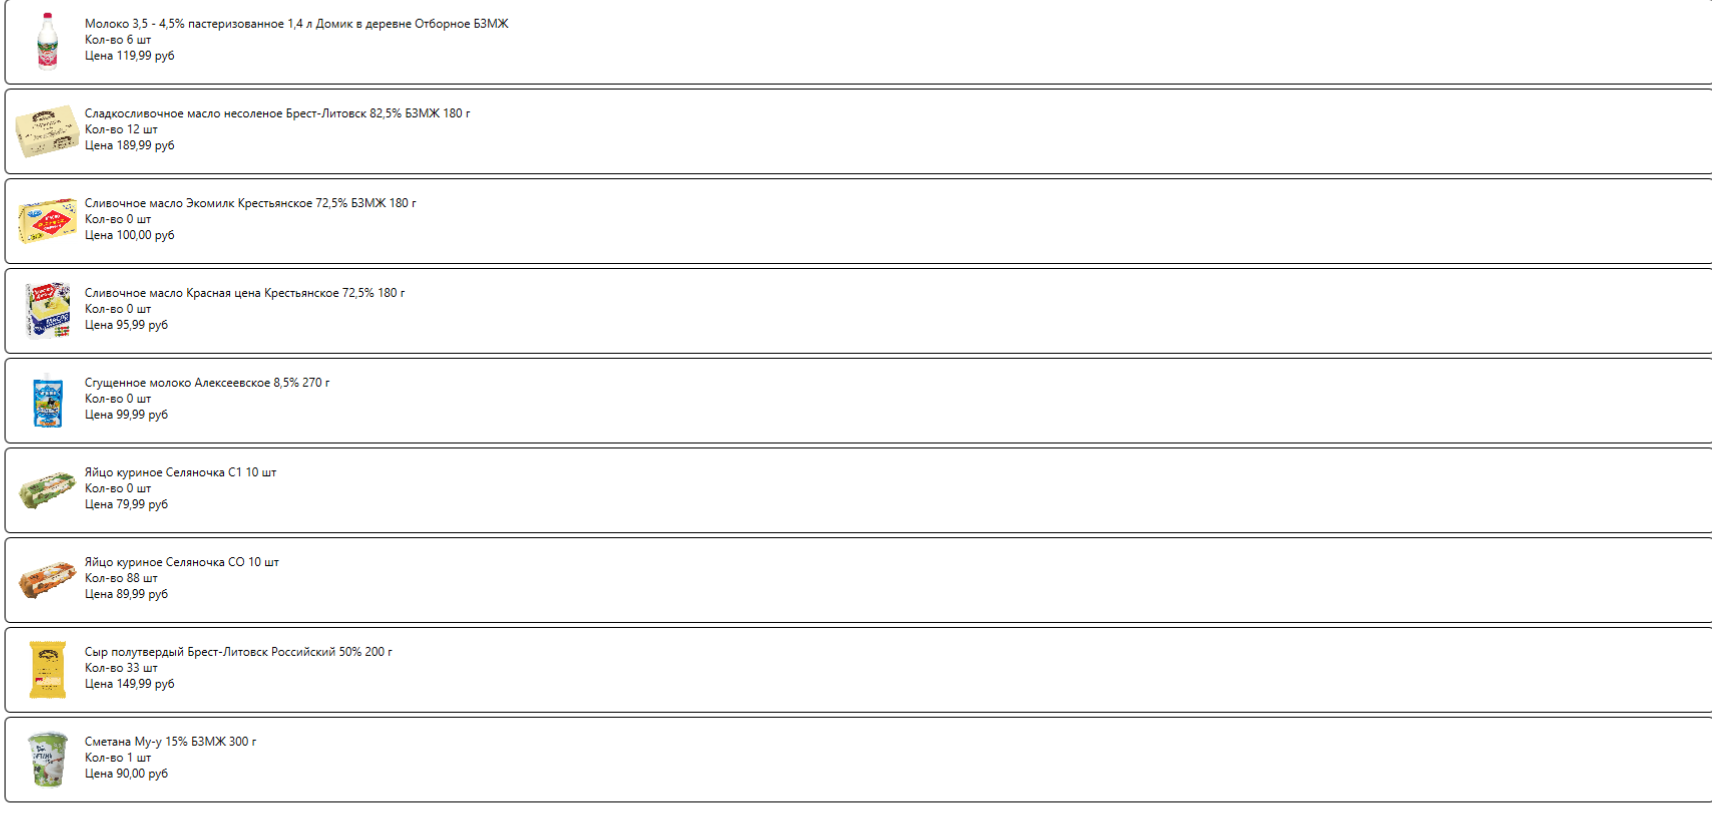 Молоко 3,5 - 4,5% пастеризованное 1,4 л Домик в деревне Отборное БЗМЖ
Кол-во 6 шт
Цена 119,99 руб
Сладкосливочное масло несоленое Брест-Литовск 82,5% БЗМЖ 180 г
Кол-во 12 шт
Цена 189,99 руб
Сливочное масло Экомилк Крестьянское 72,5% БЗМЖ 180 г
Кол-во 0 шт
Цена 100,00 руб
Сливочное масло Красная цена Крестьянское 72,5% 180 г
Кол-во 0 шт
Цена 95,99 руб
Сгущенное молоко Алексеевское 8,5% 270 г
Кол-во 0 шт
Цена 99,99 руб
Яйцо куриное Селяночка С1 10 шт
Кол-во 0 шт
Цена 79,99 руб
Яйцо куриное Селяночка СО 10 шт
Кол-во 88 шт
Цена 89,99 руб
Сыр полутвердый Брест-Литовск Российский 50% 200 г
Кол-во 33 шт
Цена 149,99 руб
Сметана Му-у 15% БЗМЖ 300 г
Кол-во 1 шт
Цена 90,00 руб